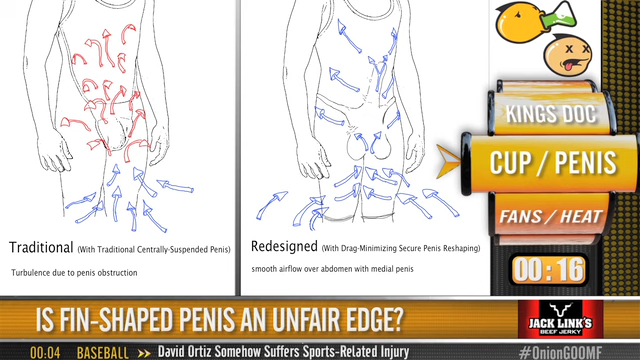 KINGS DOC
CUP / PENIS
FANS / HEAT
00 : 16
Traditional (With Traditional Centrally-Suspended Penis)
Turbulence due to penis obstruction
Redesigned (With Drag-Minimizing Secure Penis Reshaping)
smooth airflow over abdomen with medial penis
IS FIN-SHAPED PENIS AN UNFAIR EDGE?
JACK LINK'S
BEEF JERKY
00:04 BASEBALL >> David Ortiz Somehow Suffers Sports-Related Injury
#OnionGOOMF